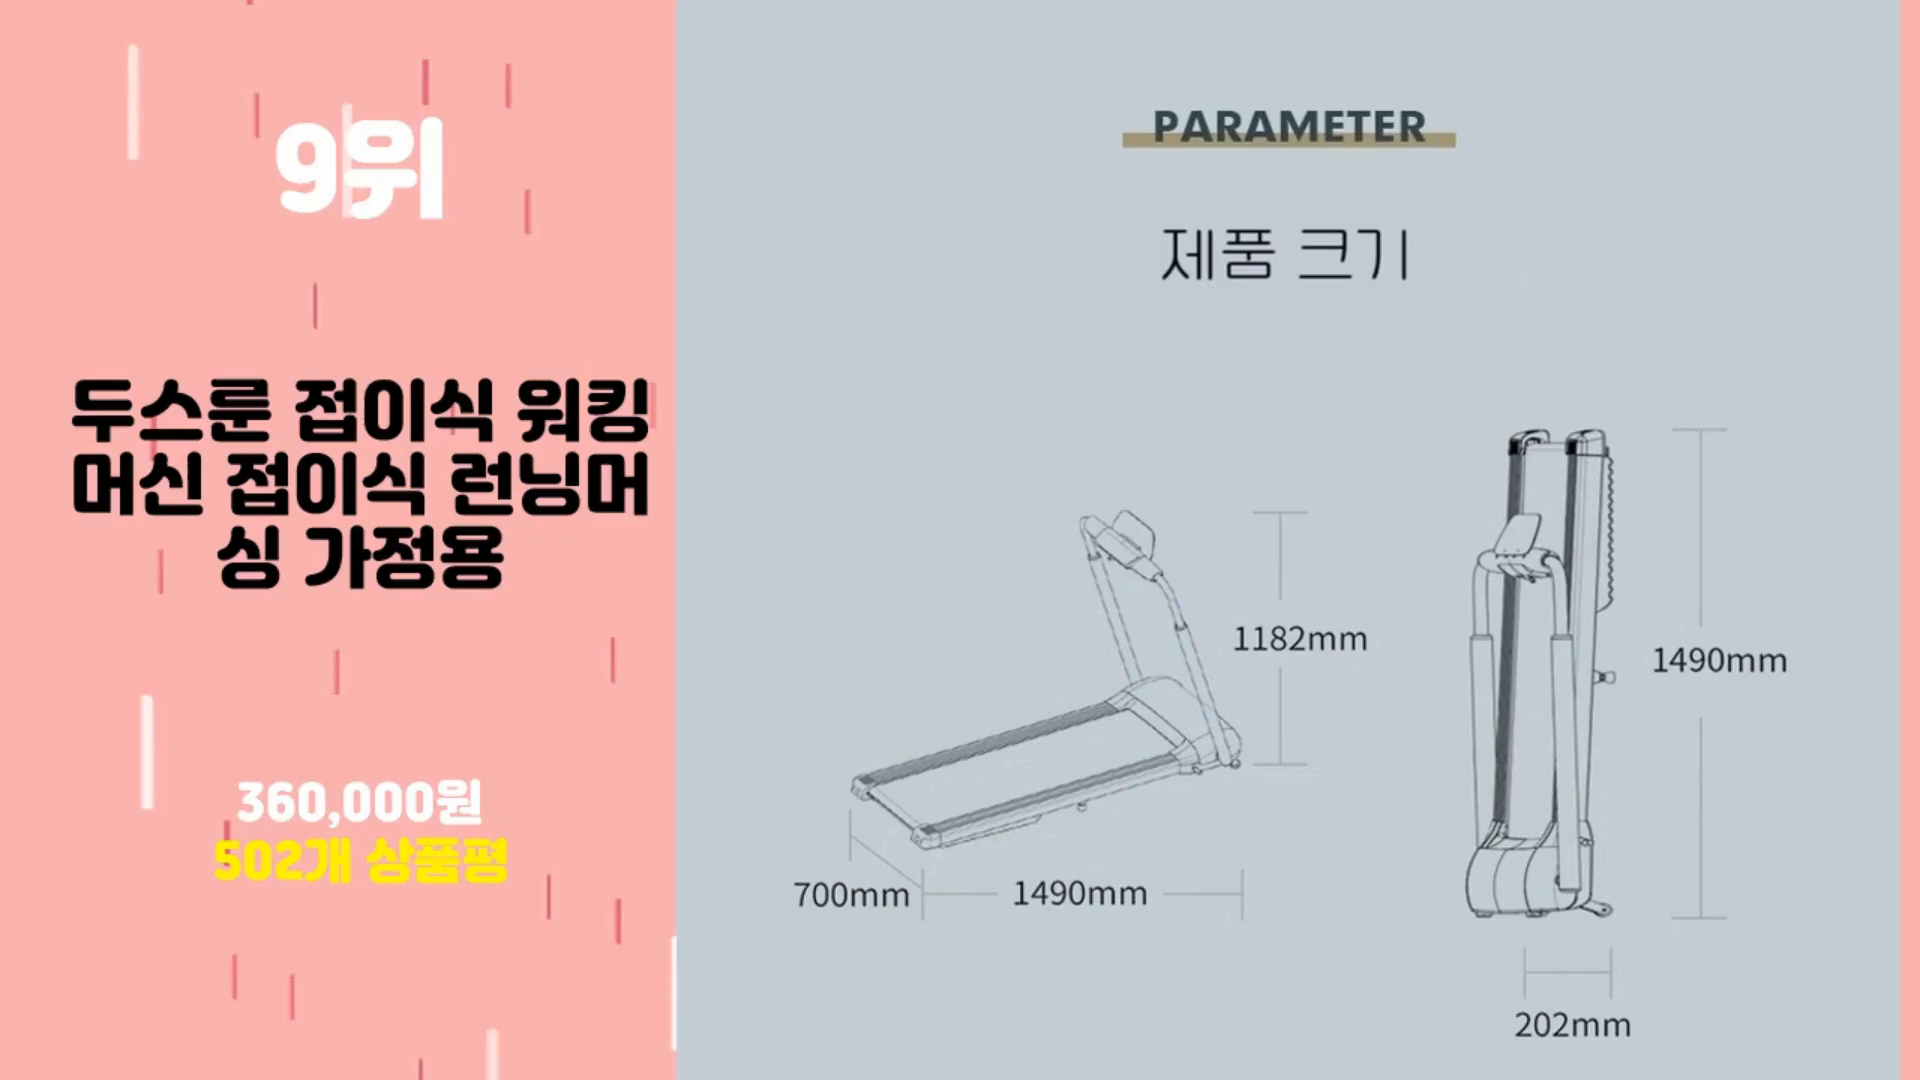 9위
두스룬 접이식 워킹
머신 접이식 런닝머
싱 가정용
360,000원
502개 상품평
PARAMETER
제품 크기
1182mm
1490mm
700mm
1490mm
202mm